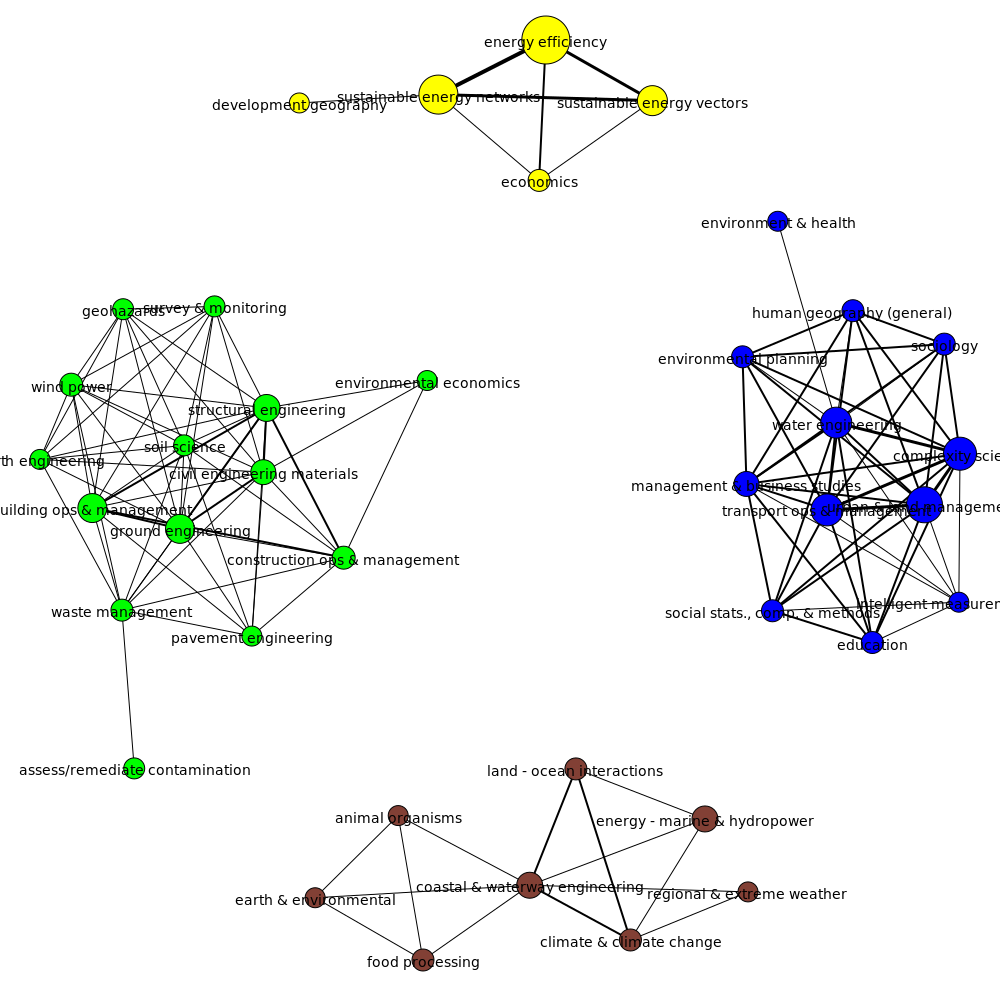 energy efficiency
sustainable energy networks
development geography
sustainable energy vectors
economics
environment & health
human geography (general)
sociology
environmental planning
water engineering
complexity scie
management & business studies
transport ops & management
& land manageme
social stats., comp. & methods
intelligent measurem
education
geohazards
survey & monitoring
wind power
environmental economics
structural engineering
soil science
th engineering
civil engineering materials
uilding ops & management
ground engineering
construction ops & management
waste management
pavement engineering
assess/remediate contamination
land - ocean interactions
animal organisms
energy - marine & hydropower
coastal & waterway engineering
regional & extreme weather
earth & environmental
climate & climate change
food processing